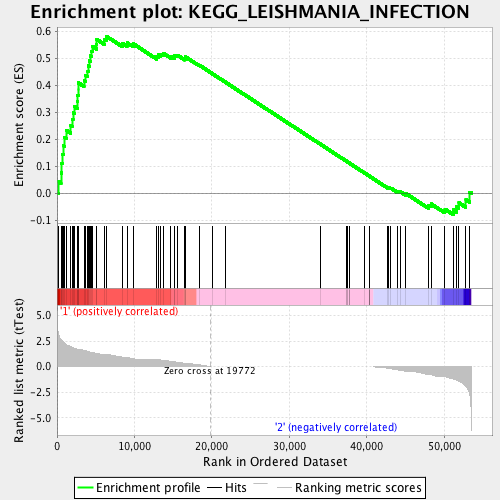 Enrichment plot: KEGG_LEISHMANIA_INFECTION
Enrichment score (ES)
0.6
0.5
0.4
0.3
0.2
0.1
0.0
-0.1
'1' (positively correlated)
Ranked list metric (tTest)
5.0
2.5
0.0
-2.5
-5.0
Zero cross at 19772
'2' (negatively correlated)
0 10,000 20,000 30,000 40,000 50,000
Rank in Ordered Dataset
Enrichment profile Hits Ranking metric scores